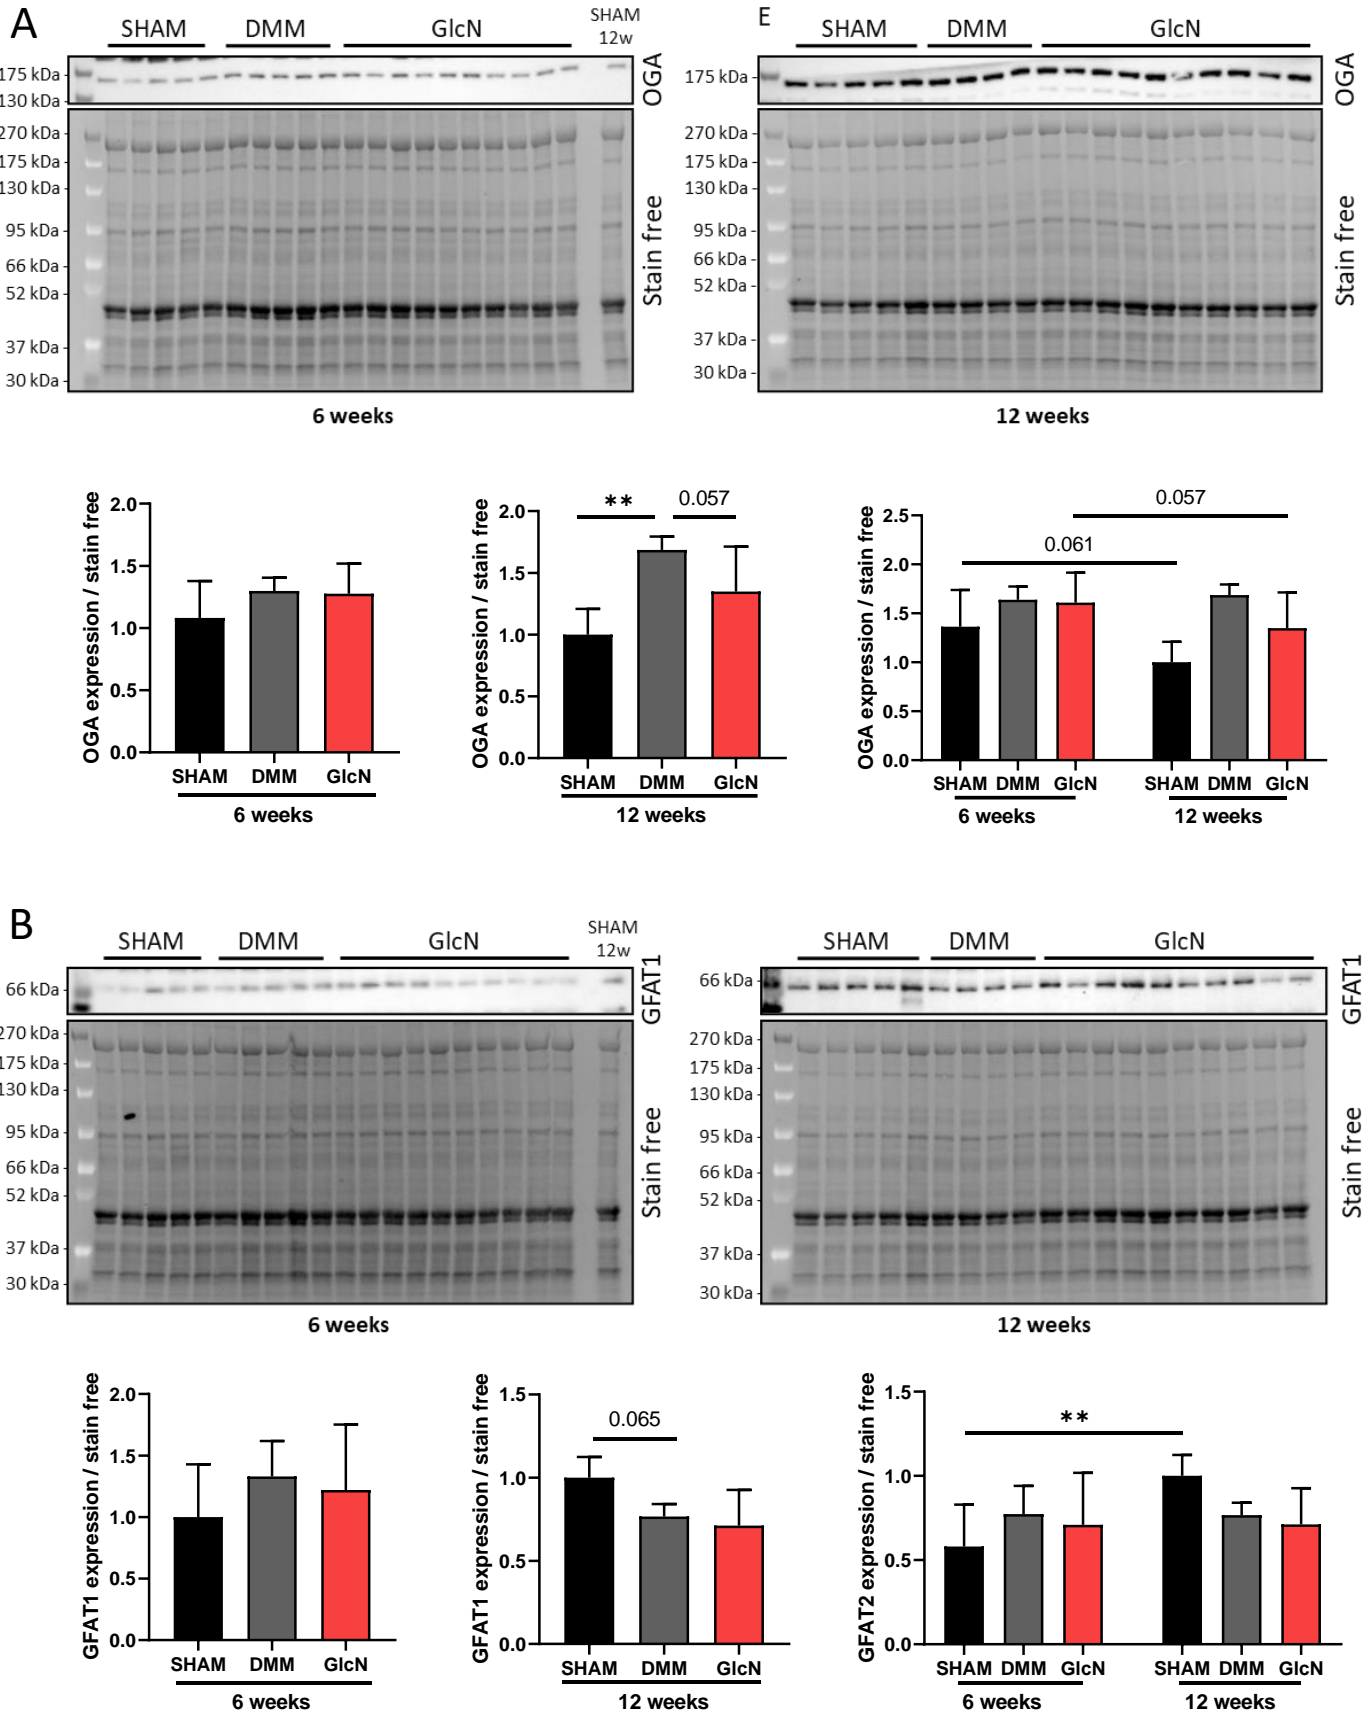 A
SHAM DMM GlcN SHAM
12w
175 kDa -
130 kDa -
OGA
270 kDa -
175 kDa -
130 kDa -
95 kDa -
66 kDa -
52 kDa -
37 kDa -
30 kDa -
Stain free
6 weeks
E
SHAM DMM GlcN
175 kDa -
OGA
270 kDa -
175 kDa -
130 kDa -
95 kDa -
66 kDa -
52 kDa -
37 kDa -
30 kDa -
Stain free
12 weeks
OGA expression / stain free
2.0
1.5
1.0
0.5
0.0
SHAM DMM GlcN
6 weeks
OGA expression / stain free
2.0
1.5
1.0
0.5
0.0
** 0.057
SHAM DMM GlcN
12 weeks
OGA expression / stain free
2.5
2.0
1.5
1.0
0.5
0.0
0.057
0.061
SHAM DMM GlcN SHAM DMM GlcN
6 weeks 12 weeks
B
SHAM DMM GlcN SHAM
12w
66 kDa -
GFAT1
270 kDa -
175 kDa -
130 kDa -
95 kDa -
66 kDa -
52 kDa -
37 kDa -
30 kDa -
Stain free
6 weeks
SHAM DMM GlcN
66 kDa -
GFAT1
270 kDa -
175 kDa -
130 kDa -
95 kDa -
66 kDa -
52 kDa -
37 kDa -
30 kDa -
Stain free
12 weeks
GFAT1 expression / stain free
2.0
1.5
1.0
0.5
0.0
SHAM DMM GlcN
6 weeks
GFAT1 expression / stain free
1.5
1.0
0.5
0.0
0.065
SHAM DMM GlcN
12 weeks
GFAT2 expression / stain free
1.5
1.0
0.5
0.0
**
SHAM DMM GlcN SHAM DMM GlcN
6 weeks 12 weeks